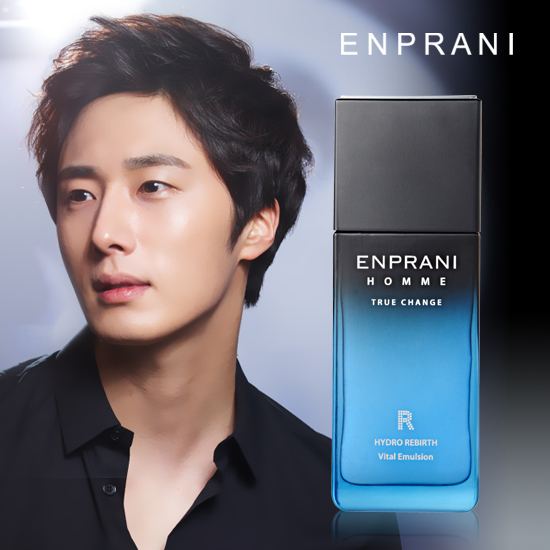 ENPRANI
ENPRANI
HOMME
TRUE CHANGE
R
HYDRO REBIRTH
Vital Emulsion